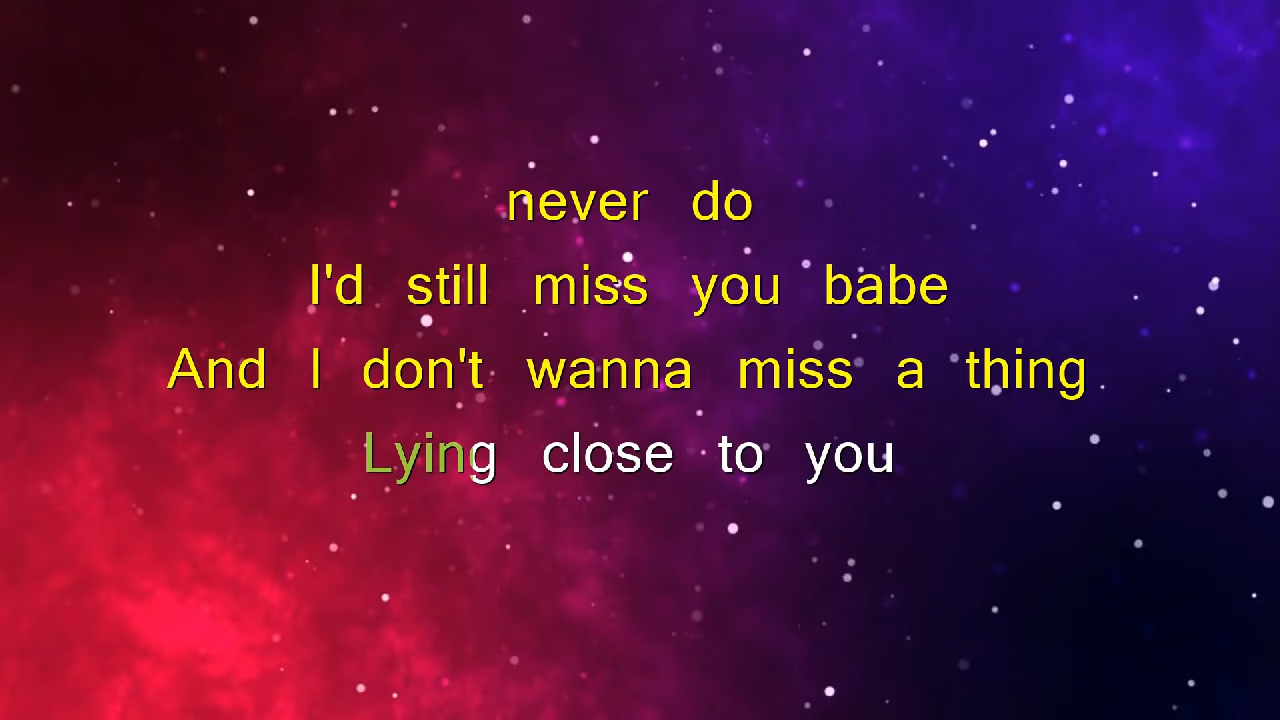 never do
I'd still miss you babe
And I don't wanna miss a thing
Lying close to you